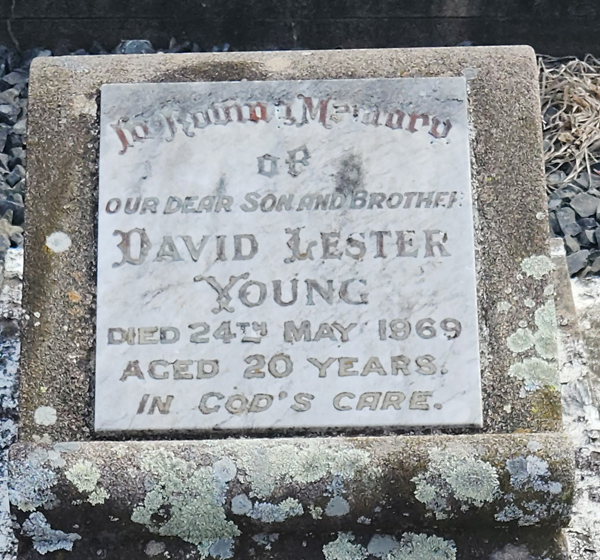 In Loving Memory
OF
OUR DEAR SON AND BROTHER
DAVID LESTER
YOUNG
DIED 24TH MAY 1969
AGED 20 YEARS.
IN GOD'S CARE.